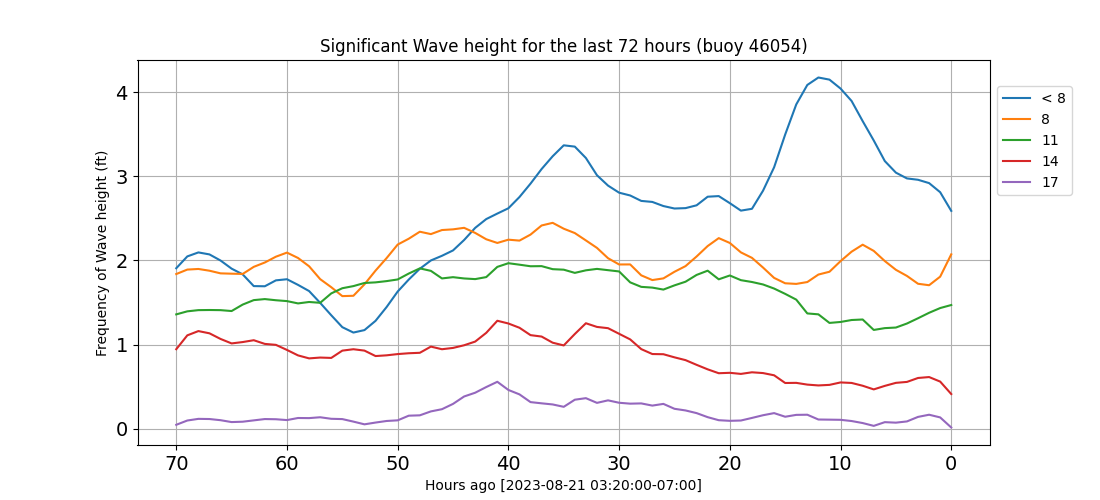 Significant Wave height for the last 72 hours (buoy 46054)
Frequency of Wave height (ft)
4
3
2
1
0
70 60 50 40 30 20 10 0
Hours ago [2023-08-21 03:20:00-07:00]
< 8
8
11
14
17